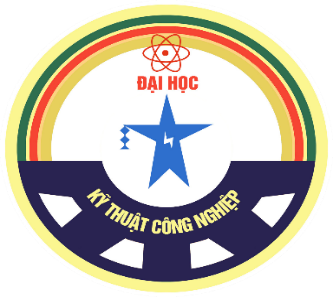 ĐẠI HỌC
KỸ THUẬT CÔNG NGHIỆP